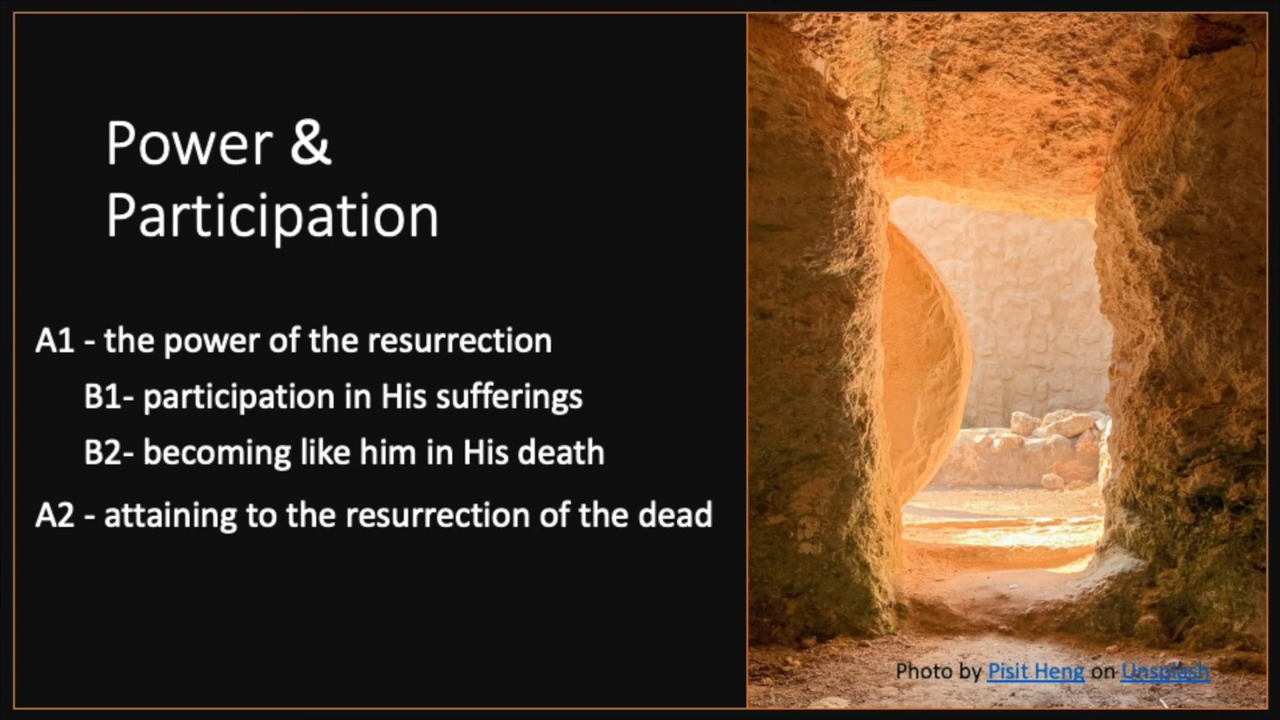 Power &
Participation
A1 - the power of the resurrection
B1- participation in His sufferings
B2- becoming like him in His death
A2 - attaining to the resurrection of the dead
Photo by Pisit Heng on Unsplash